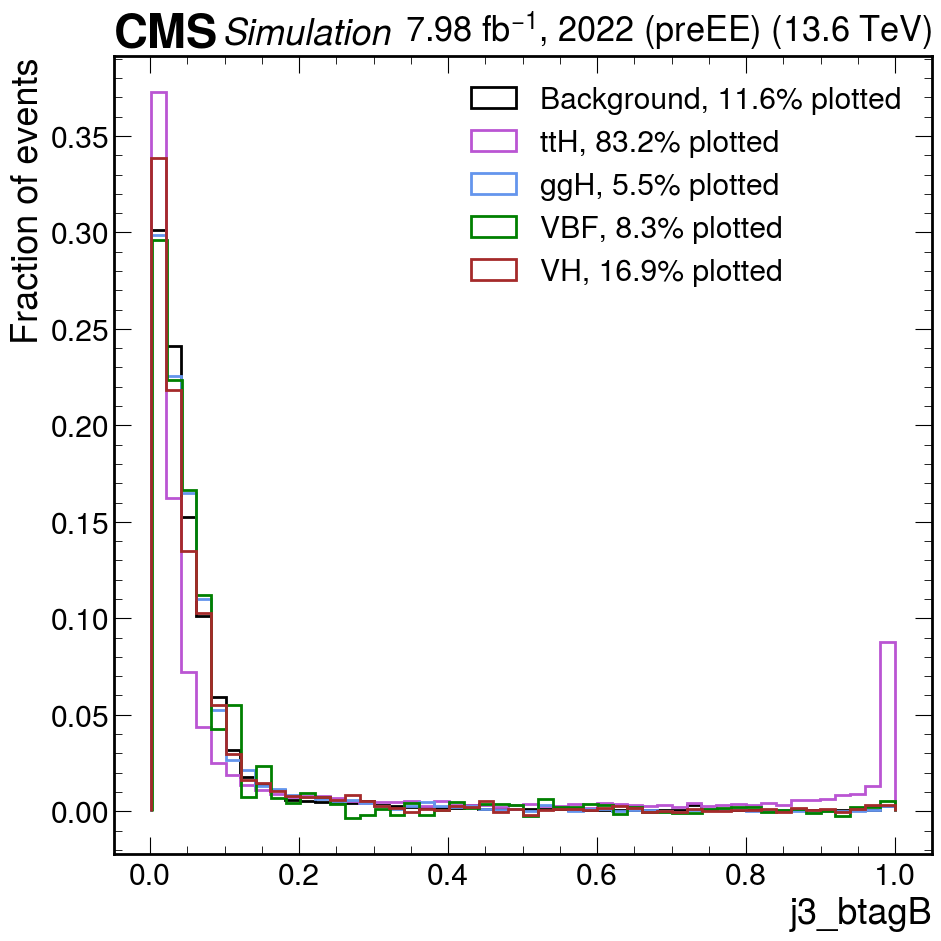 CMS Simulation 7.98 fb⁻¹, 2022 (preEE) (13.6 TeV)
Fraction of events
Background, 11.6% plotted
ttH, 83.2% plotted
ggH, 5.5% plotted
VBF, 8.3% plotted
VH, 16.9% plotted
0.35
0.30
0.25
0.20
0.15
0.10
0.05
0.00
0.0 0.2 0.4 0.6 0.8 1.0
j3_btagB